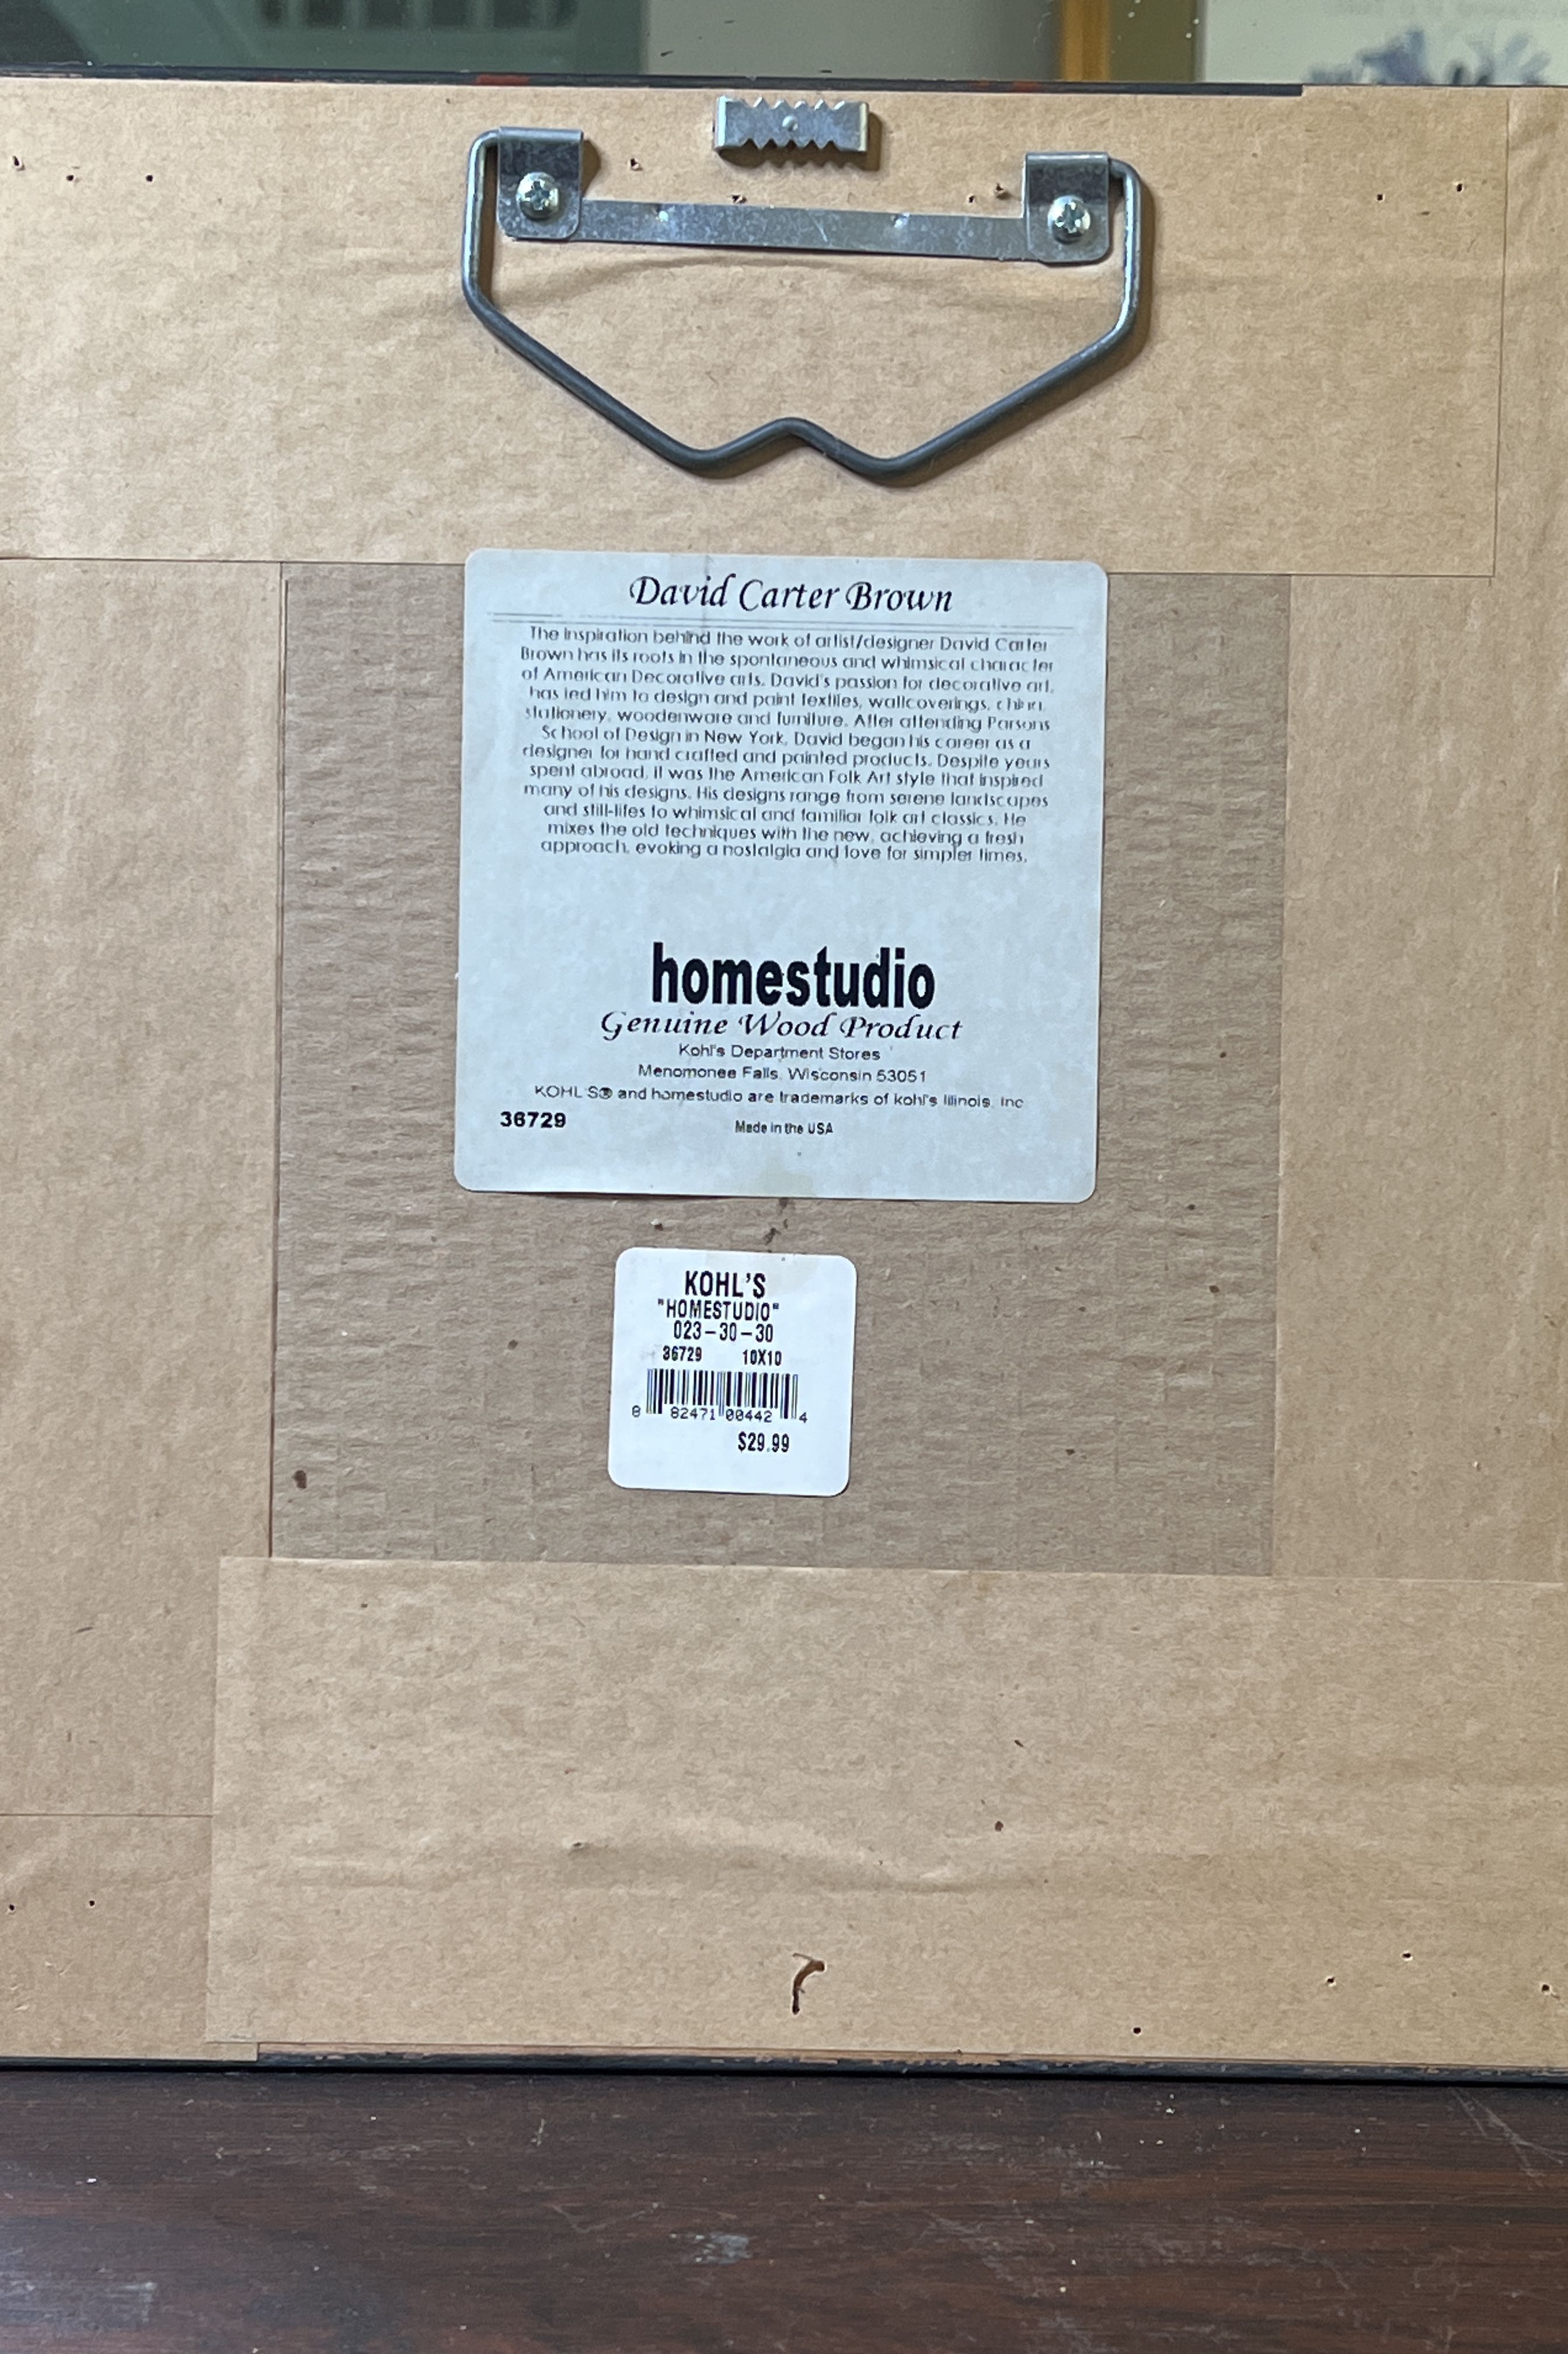 David Carter Brown
The inspiration behind the work of artist/designer David Carter
Brown has its roots in the spontaneous and whimsical character
of American Decorative arts. David's passion for decorative art,
has led him to design and paint textiles, wallcoverings, china,
stationery, woodenware and furniture. After attending Parsons
School of Design in New York, David began his career as a
designer for hand crafted and painted products. Despite years
spent abroad, it was the American Folk Art style that inspired
many of his designs. His designs range from serene landscapes
and still-lifes to whimsical and familiar folk art classics. He
mixes the old techniques with the new, achieving a fresh
approach, evoking a nostalgia and love for simpler times.
homestudio
Genuine Wood Product
Kohl's Department Stores
Menomonee Falls, Wisconsin 53051
KOHL'S® and homestudio are trademarks of kohl's Illinois, Inc
36729 Made in the USA
KOHL'S
"HOMESTUDIO"
023-30-30
36729 10X10
8 82471 00442 4
$29.99